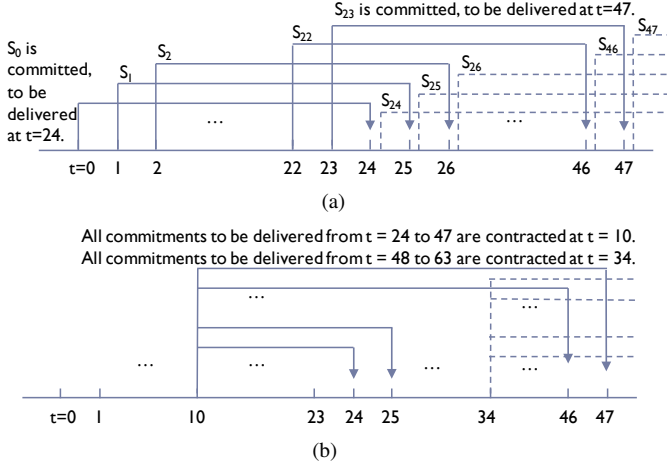 S23 is committed, to be delivered at t=47.
S0 is
committed,
to be
delivered
at t=24.
S1
S2
S22
S24
S25
S26
S46
S47
...
...
t=0 1 2 22 23 24 25 26 46 47
(a)
All commitments to be delivered from t = 24 to 47 are contracted at t = 10.
All commitments to be delivered from t = 48 to 63 are contracted at t = 34.
...
...
... ... ... ...
t=0 1 10 23 24 25 34 46 47
(b)